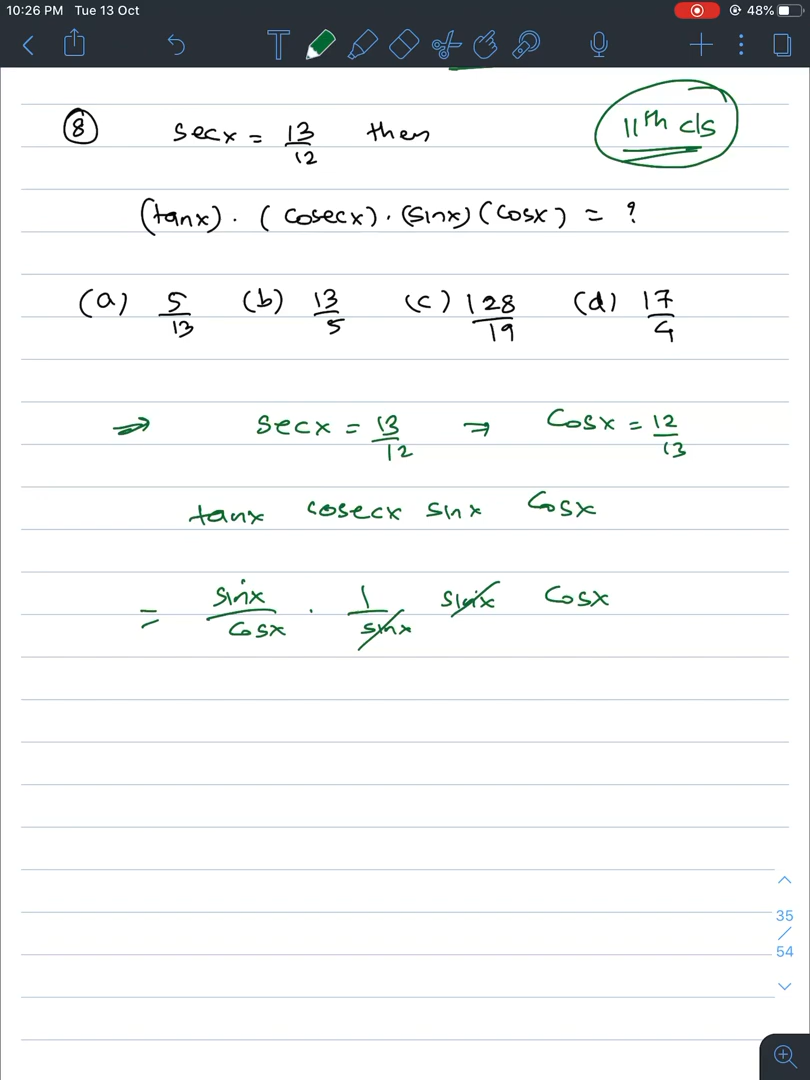 10:26 PM Tue 13 Oct 48%
T
8 secx = 13/12 then
11th cls
(tanx) . (cosecx) . (sinx) (cosx) = ?
(a) 5/13 (b) 13/5 (c) 128/19 (d) 17/4
⇒ secx = 13/12 ⇒ Cosx = 12/13
tanx cosecx sinx Cosx
= sinx/Cosx . 1/sinx sinx Cosx
35
/
54